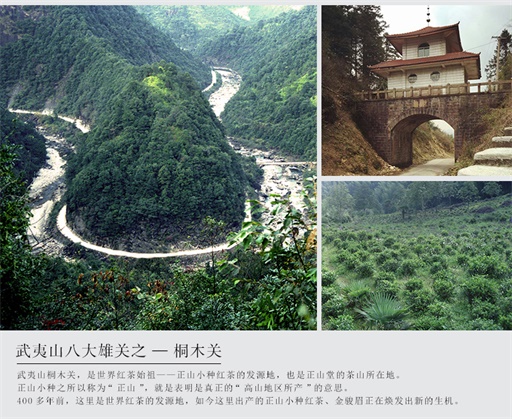 武夷山八大雄关之 — 桐木关
武夷山桐木关，是世界红茶始祖——正山小种红茶的发源地，也是正山堂的茶山所在地。
正山小种之所以称为“正山”，就表明是真正的“高山地区所产”的意思。
400多年前，这里是世界红茶的发源地，如今这里出产的正山小种红茶、金骏眉正在焕发出新的生机。